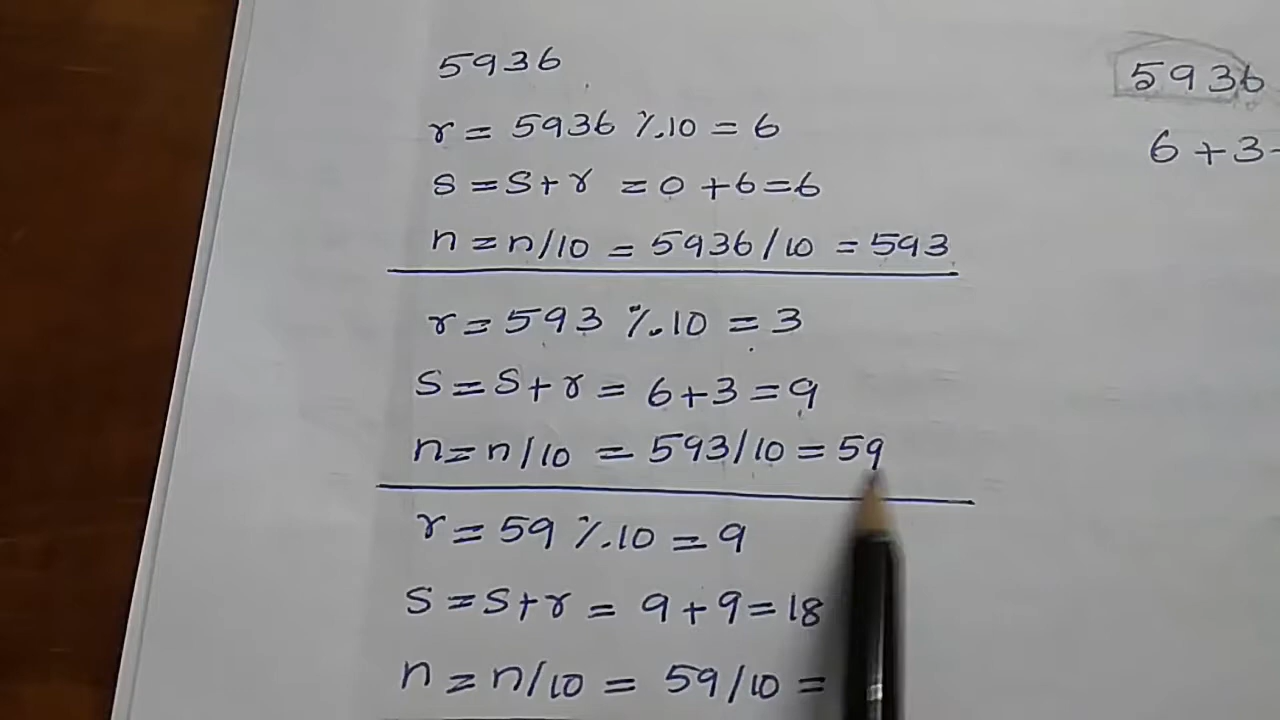 5936
r = 5936 % 10 = 6
s = s + r = 0 + 6 = 6
n = n/10 = 5936/10 = 593
r = 593 % 10 = 3
s = s + r = 6 + 3 = 9
n = n/10 = 593/10 = 59
r = 59 % 10 = 9
s = s + r = 9 + 9 = 18
n = n/10 = 59/10 =
5936
6 + 3 -